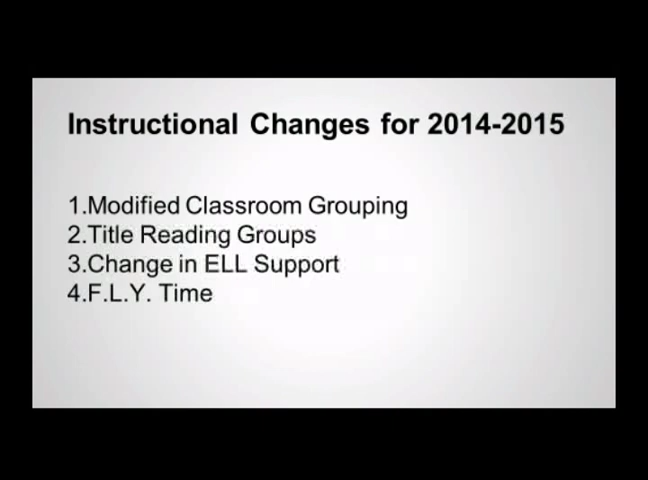 Instructional Changes for 2014-2015
1.Modified Classroom Grouping
2.Title Reading Groups
3.Change in ELL Support
4.F.L.Y. Time